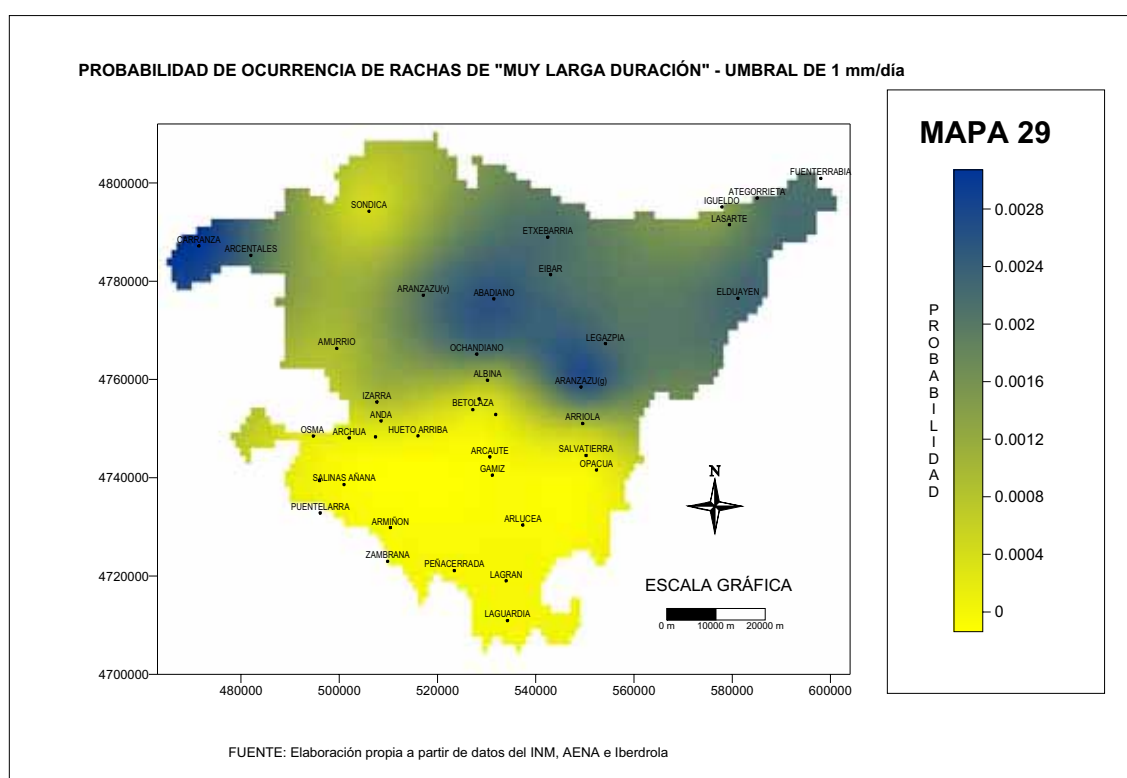 PROBABILIDAD DE OCURRENCIA DE RACHAS DE "MUY LARGA DURACIÓN" - UMBRAL DE 1 mm/día
MAPA 29
0.0028
0.0024
0.002
0.0016
0.0012
0.0008
0.0004
0
PROBABILIDAD
4800000
4780000
4760000
4740000
4720000
4700000
480000
500000
520000
540000
560000
580000
600000
FUENTERRABIA
ATEGORRIETA
IGUELDO
LASARTE
SONDICA
ETXEBARRIA
CARRANZA
ARCENTALES
EIBAR
ARANZAZU(v)
ABADIANO
ELDUAYEN
AMURRIO
OCHANDIANO
LEGAZPIA
ALBINA
ARANZAZU(g)
IZARRA
BETOLAZA
ANDA
ARRIOLA
OSMA
ARCHUA
HUETO ARRIBA
ARCAUTE
SALVATIERRA
OPACUA
GAMIZ
SALINAS AÑANA
PUENTELARRA
ARMIÑON
ARLUCEA
ZAMBRANA
PEÑACERRADA
LAGRAN
LAGUARDIA
N
ESCALA GRÁFICA
0 m 10000 m 20000 m
FUENTE: Elaboración propia a partir de datos del INM, AENA e Iberdrola